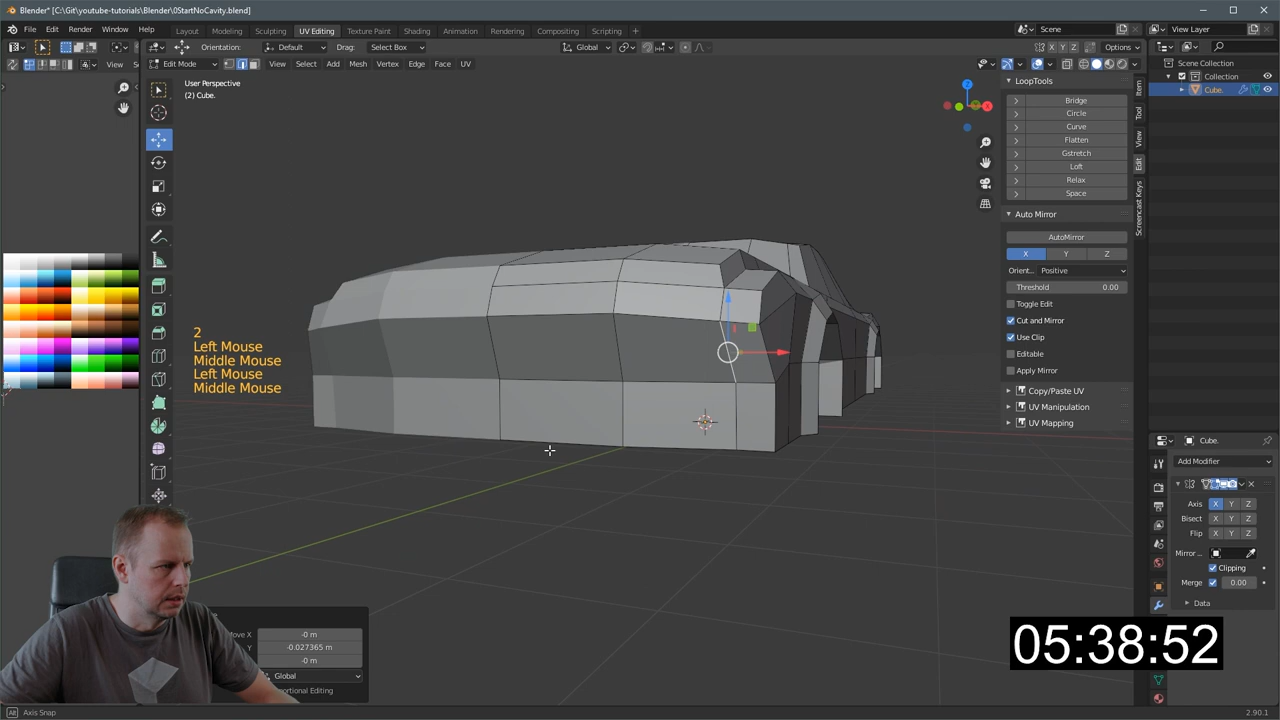 Blender* [C:\Git\youtube-tutorials\Blender\0StartNoCavity.blend]
File Edit Render Window Help
Layout Modeling Sculpting UV Editing Texture Paint Shading Animation Rendering Compositing Scripting +
Scene
View Layer
Orientation: Default Drag: Select Box
Global
X Y Z Options
Edit Mode
View Select Add Mesh Vertex Edge Face UV
View
User Perspective
(2) Cube.
Z
X
LoopTools
Bridge
Circle
Curve
Flatten
Gstretch
Loft
Relax
Space
Auto Mirror
AutoMirror
X Y Z
Orient... Positive
Threshold 0.00
Toggle Edit
Cut and Mirror
Use Clip
Editable
Apply Mirror
Copy/Paste UV
UV Manipulation
UV Mapping
Item
Tool
View
Edit
Screencast Keys
Scene Collection
Collection
Cube.
Cube.
Add Modifier
Axis X Y Z
Bisect X Y Z
Flip X Y Z
Mirror ...
Clipping
Merge 0.00
Data
2
Left Mouse
Middle Mouse
Left Mouse
Middle Mouse
Move X -0 m
Y -0.027365 m
-0 m
Global
portional Editing
05:38:52
Axis Snap
2.90.1